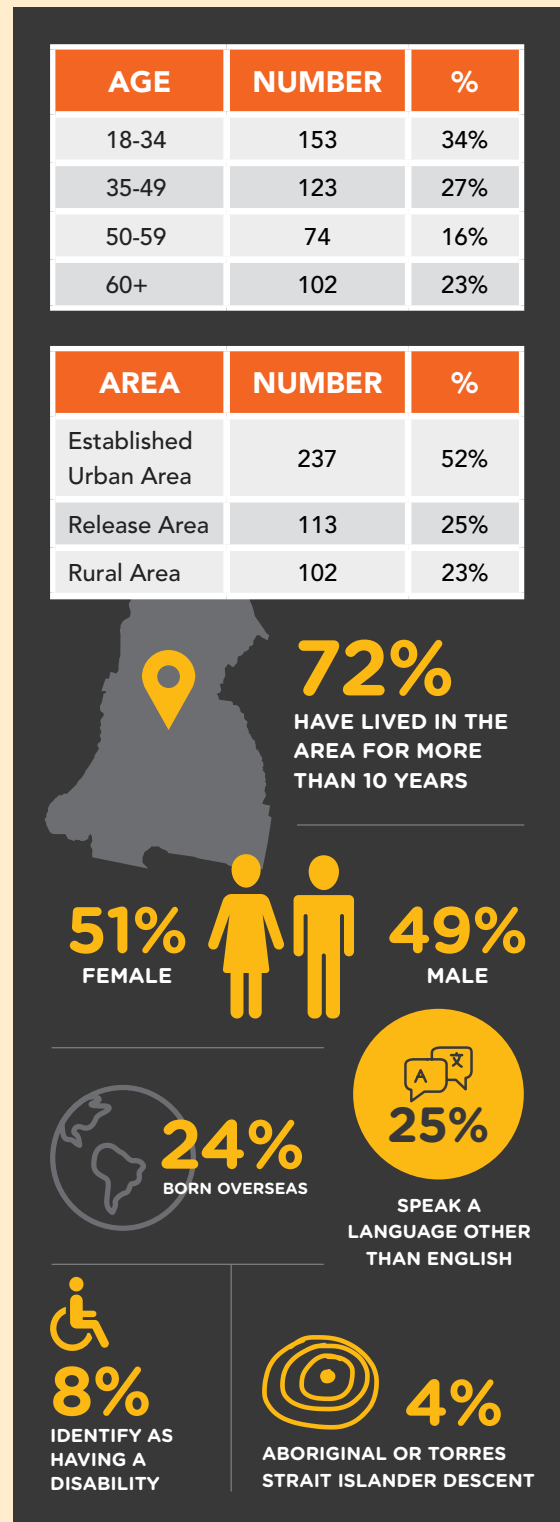 AGE NUMBER %
18-34 153 34%
35-49 123 27%
50-59 74 16%
60+ 102 23%
AREA NUMBER %
Established
Urban Area 237 52%
Release Area 113 25%
Rural Area 102 23%
72%
HAVE LIVED IN THE
AREA FOR MORE
THAN 10 YEARS
51%
FEMALE
49%
MALE
24%
BORN OVERSEAS
A 文
25%
SPEAK A
LANGUAGE OTHER
THAN ENGLISH
8%
IDENTIFY AS
HAVING A
DISABILITY
4%
ABORIGINAL OR TORRES
STRAIT ISLANDER DESCENT